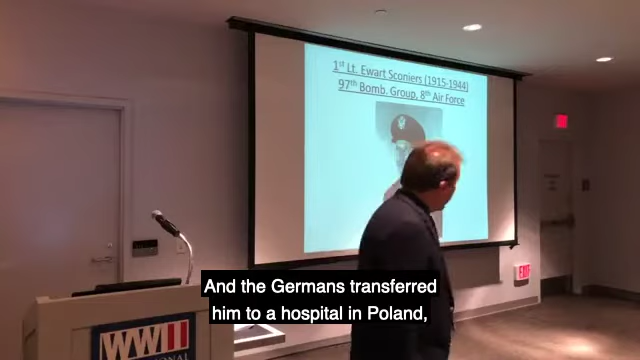 1st Lt. Ewart Sconiers (1915-1944)
97th Bomb. Group, 8th Air Force
EXIT
And the Germans transferred
him to a hospital in Poland,
WWII